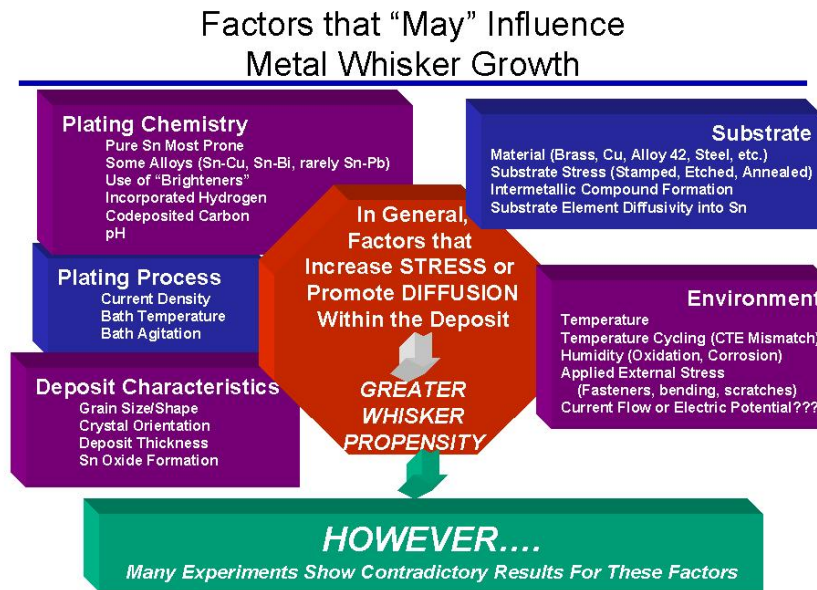 Factors that “May” Influence
Metal Whisker Growth
Plating Chemistry
Pure Sn Most Prone
Some Alloys (Sn-Cu, Sn-Bi, rarely Sn-Pb)
Use of “Brighteners”
Incorporated Hydrogen
Codeposited Carbon
pH
Plating Process
Current Density
Bath Temperature
Bath Agitation
Deposit Characteristics
Grain Size/Shape
Crystal Orientation
Deposit Thickness
Sn Oxide Formation
In General,
Factors that
Increase STRESS or
Promote DIFFUSION
Within the Deposit
GREATER
WHISKER
PROPENSITY
Substrate
Material (Brass, Cu, Alloy 42, Steel, etc.)
Substrate Stress (Stamped, Etched, Annealed)
Intermetallic Compound Formation
Substrate Element Diffusivity into Sn
Environment
Temperature
Temperature Cycling (CTE Mismatch)
Humidity (Oxidation, Corrosion)
Applied External Stress
(Fasteners, bending, scratches)
Current Flow or Electric Potential???
HOWEVER....
Many Experiments Show Contradictory Results For These Factors